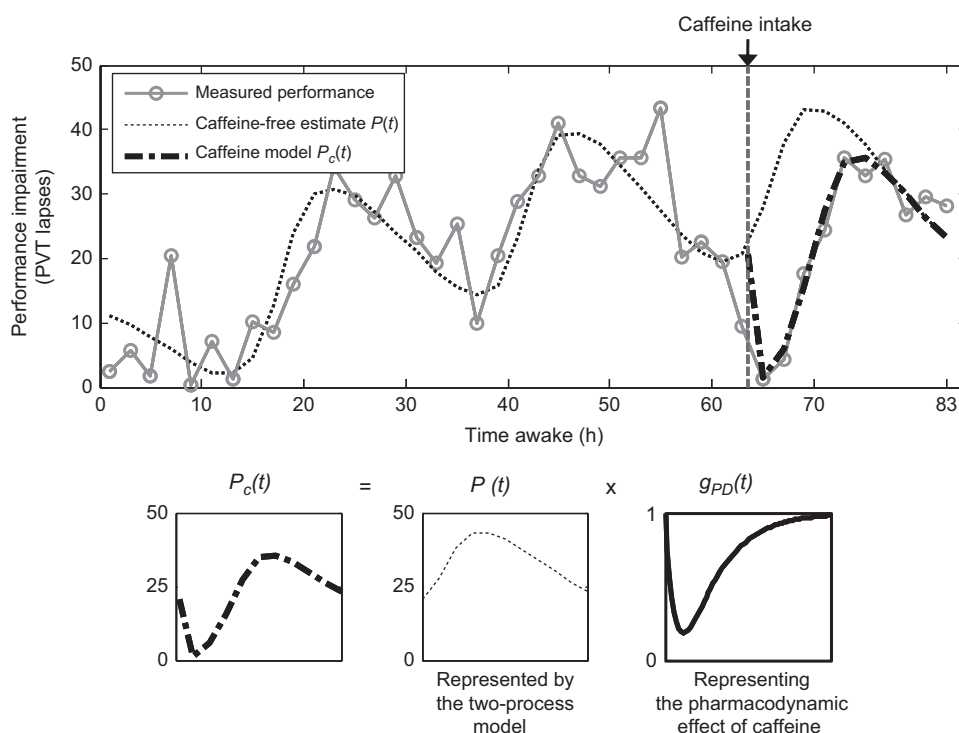 Caffeine intake
Performance impairment
(PVT lapses)
50
40
30
20
10
0
Measured performance
Caffeine-free estimate P(t)
Caffeine model Pc(t)
0
10
20
30
40
50
60
70
83
Time awake (h)
Pc(t) = P (t) x gPD(t)
50
25
0
50
25
0
1
0
Represented by
the two-process
model
Representing
the pharmacodynamic
effect of caffeine